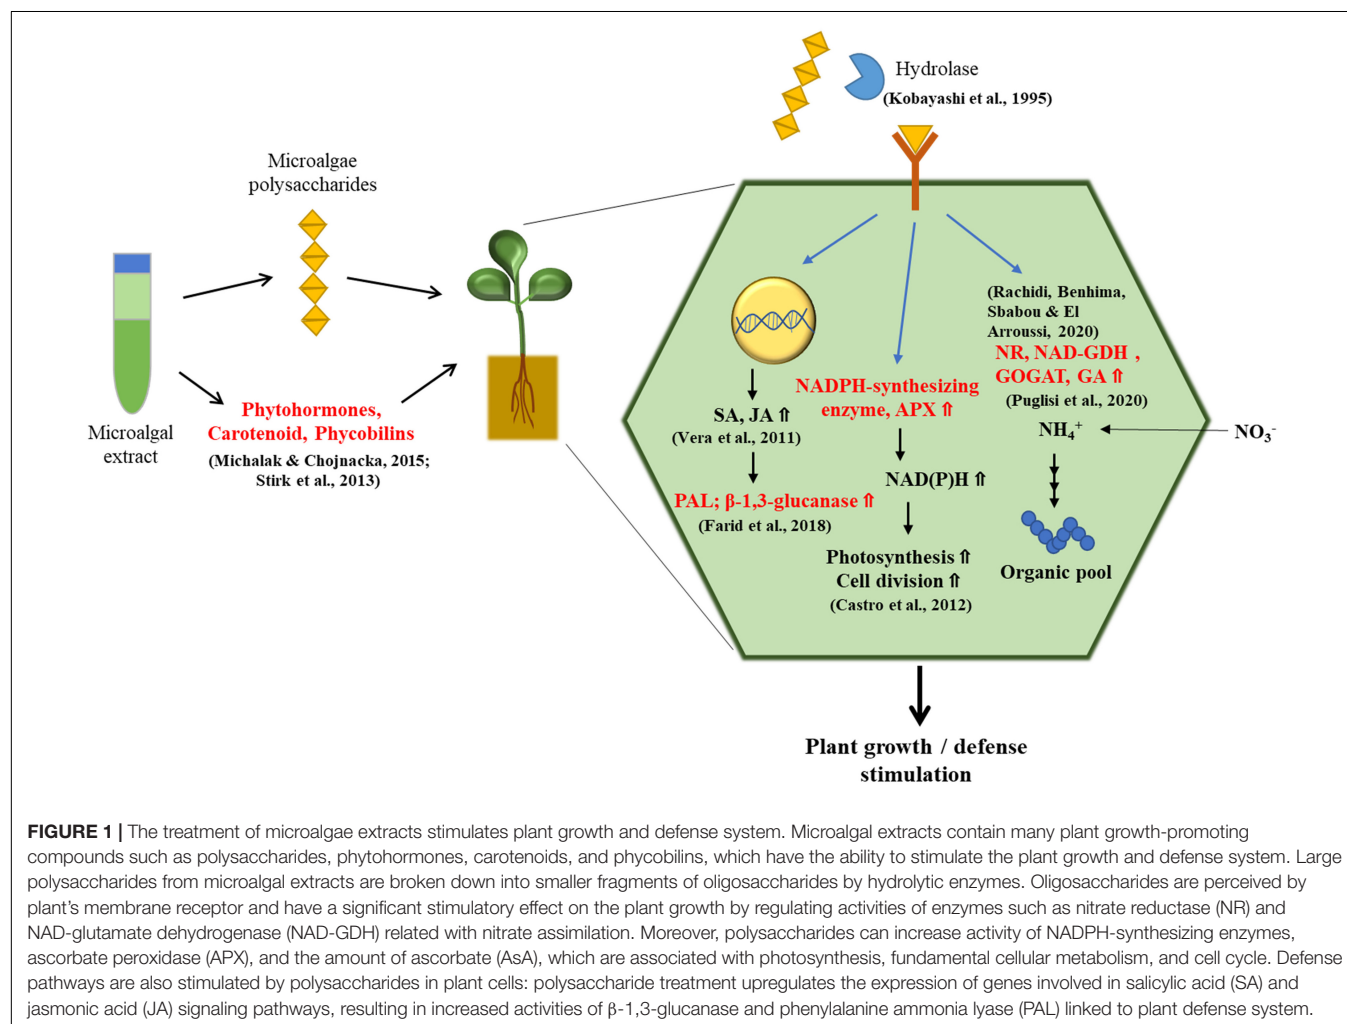 Hydrolase
(Kobayashi et al., 1995)
Microalgae
polysaccharides
Microalgal
extract
Phytohormones,
Carotenoid, Phycobilins
(Michalak & Chojnacka, 2015;
Stirk et al., 2013)
SA, JA ⇑
(Vera et al., 2011)
PAL; β-1,3-glucanase ⇑
(Farid et al., 2018)
NADPH-synthesizing
enzyme, APX ⇑
NAD(P)H ⇑
Photosynthesis ⇑
Cell division ⇑
(Castro et al., 2012)
(Rachidi, Benhima,
Sbabou & El
Arroussi, 2020)
NR, NAD-GDH ,
GOGAT, GA ⇑
(Puglisi et al., 2020)
NH₄⁺
NO₃⁻
Organic pool
Plant growth / defense
stimulation
FIGURE 1 | The treatment of microalgae extracts stimulates plant growth and defense system. Microalgal extracts contain many plant growth-promoting
compounds such as polysaccharides, phytohormones, carotenoids, and phycobilins, which have the ability to stimulate the plant growth and defense system. Large
polysaccharides from microalgal extracts are broken down into smaller fragments of oligosaccharides by hydrolytic enzymes. Oligosaccharides are perceived by
plant's membrane receptor and have a significant stimulatory effect on the plant growth by regulating activities of enzymes such as nitrate reductase (NR) and
NAD-glutamate dehydrogenase (NAD-GDH) related with nitrate assimilation. Moreover, polysaccharides can increase activity of NADPH-synthesizing enzymes,
ascorbate peroxidase (APX), and the amount of ascorbate (AsA), which are associated with photosynthesis, fundamental cellular metabolism, and cell cycle. Defense
pathways are also stimulated by polysaccharides in plant cells: polysaccharide treatment upregulates the expression of genes involved in salicylic acid (SA) and
jasmonic acid (JA) signaling pathways, resulting in increased activities of β-1,3-glucanase and phenylalanine ammonia lyase (PAL) linked to plant defense system.